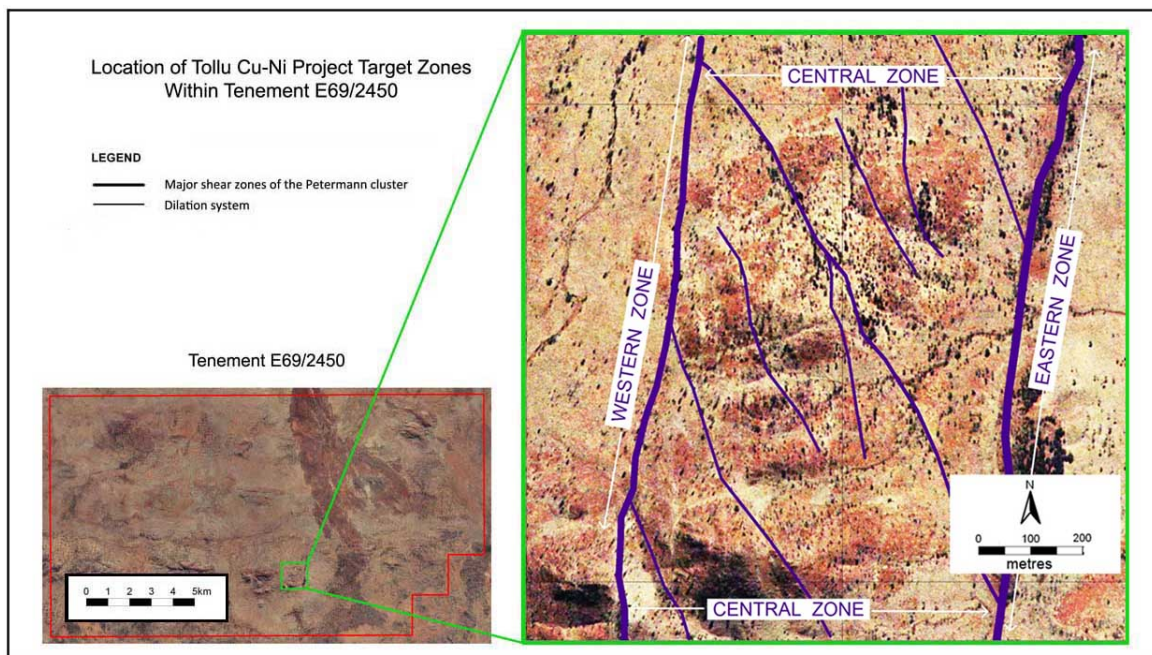 Location of Tollu Cu-Ni Project Target Zones
Within Tenement E69/2450
LEGEND
Major shear zones of the Petermann cluster
Dilation system
Tenement E69/2450
0 1 2 3 4 5km
CENTRAL ZONE
WESTERN ZONE
EASTERN ZONE
N
0 100 200
metres
CENTRAL ZONE